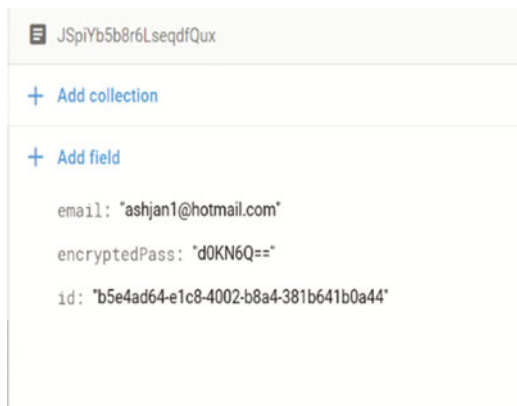 JSpiYb5b8r6LseqdfQux
+ Add collection
+ Add field
email: "ashjan1@hotmail.com"
encryptedPass: "d0KN6Q=="
id: "b5e4ad64-e1c8-4002-b8a4-381b641b0a44"